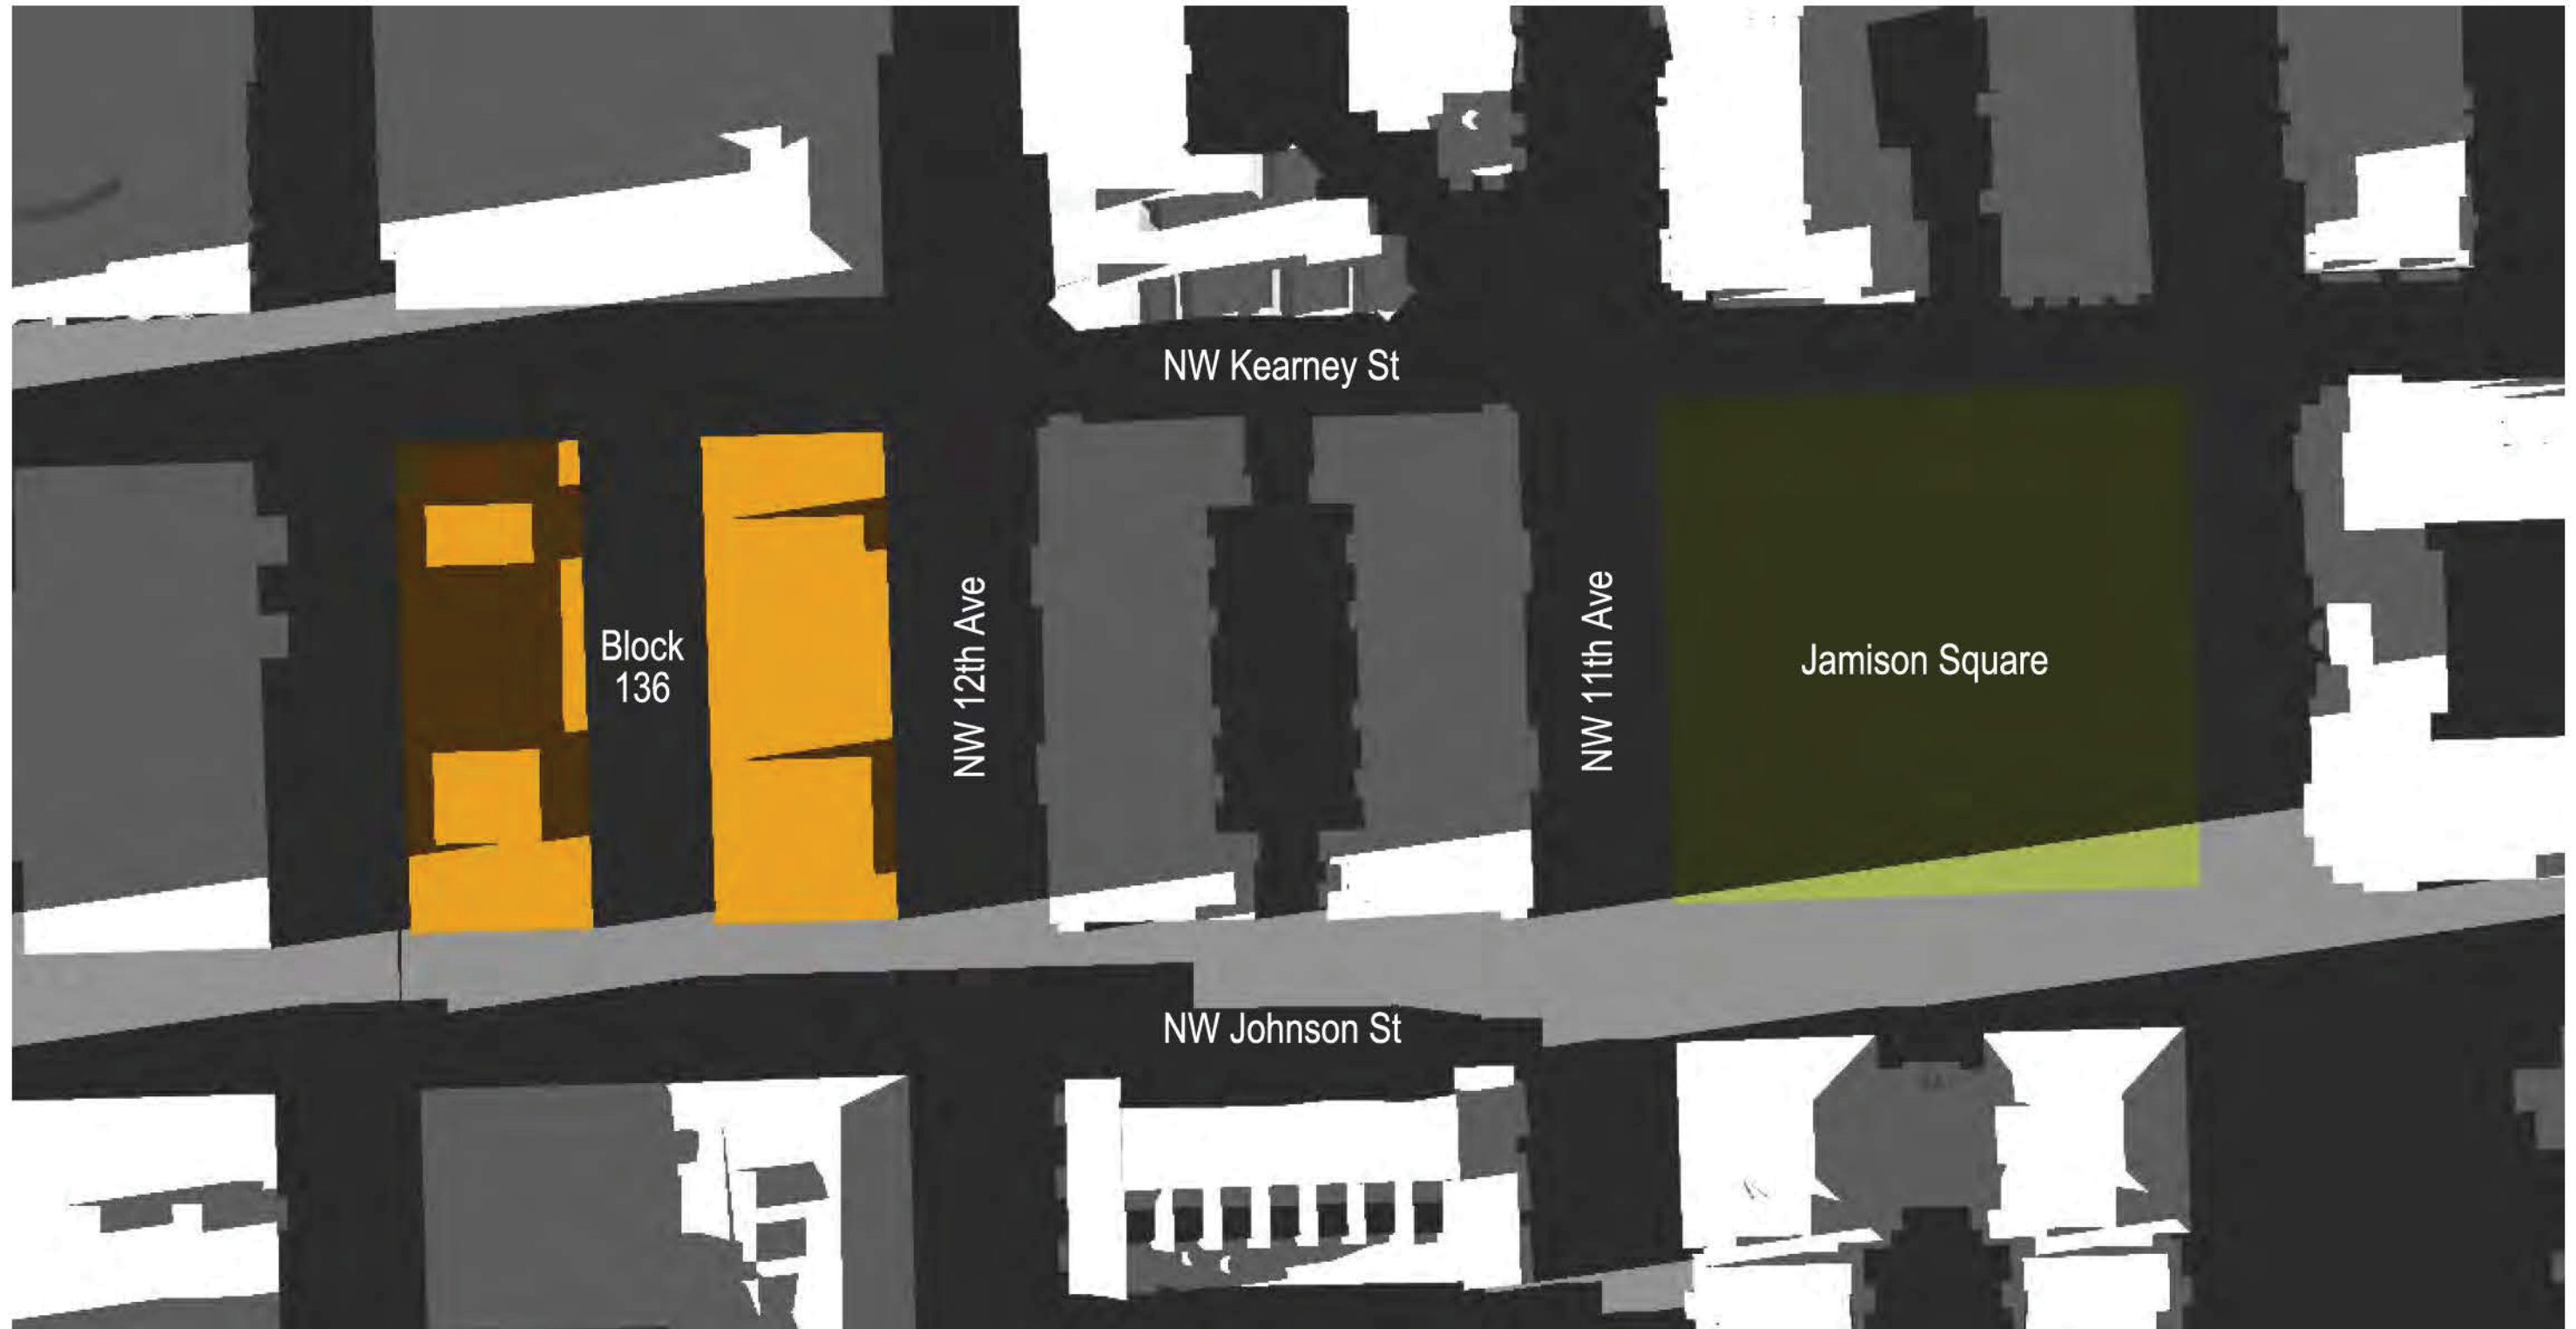 NW Kearney St
Block
136
NW 12th Ave
NW 11th Ave
Jamison Square
NW Johnson St